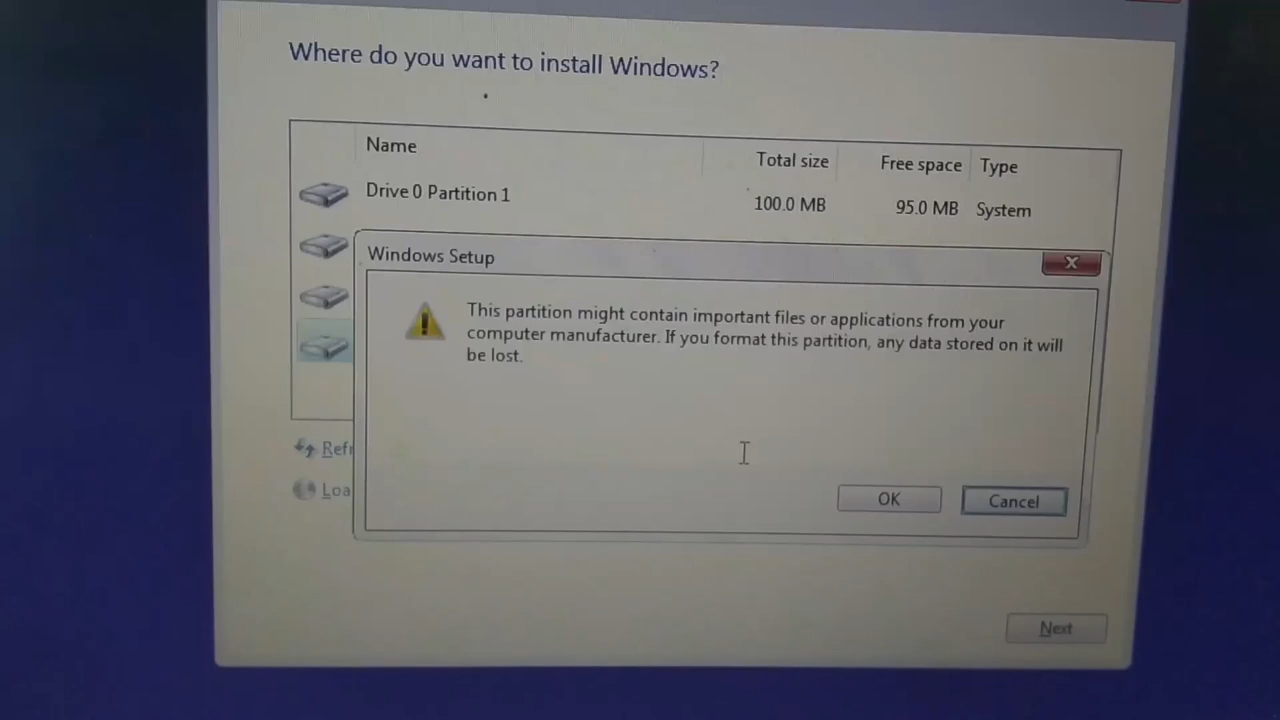 Where do you want to install Windows?
Name Total size Free space Type
Drive 0 Partition 1 100.0 MB 95.0 MB System
Windows Setup
This partition might contain important files or applications from your
computer manufacturer. If you format this partition, any data stored on it will
be lost.
Refr
Loa
OK Cancel
Next